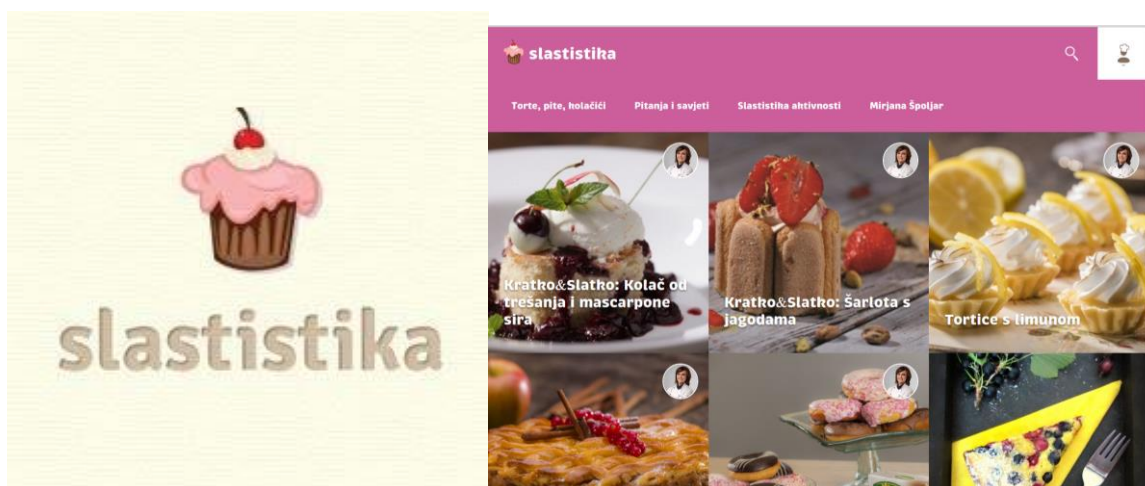 slastistika
slastistika
Torte, pite, kolačići
Pitanja i savjeti
Slastistika aktivnosti
Mirjana Špoljar
Kratko&Slatko: Kolač od
trešanja i mascarpone
sira
Kratko&Slatko: Šarlota s
jagodama
Tortice s limunom